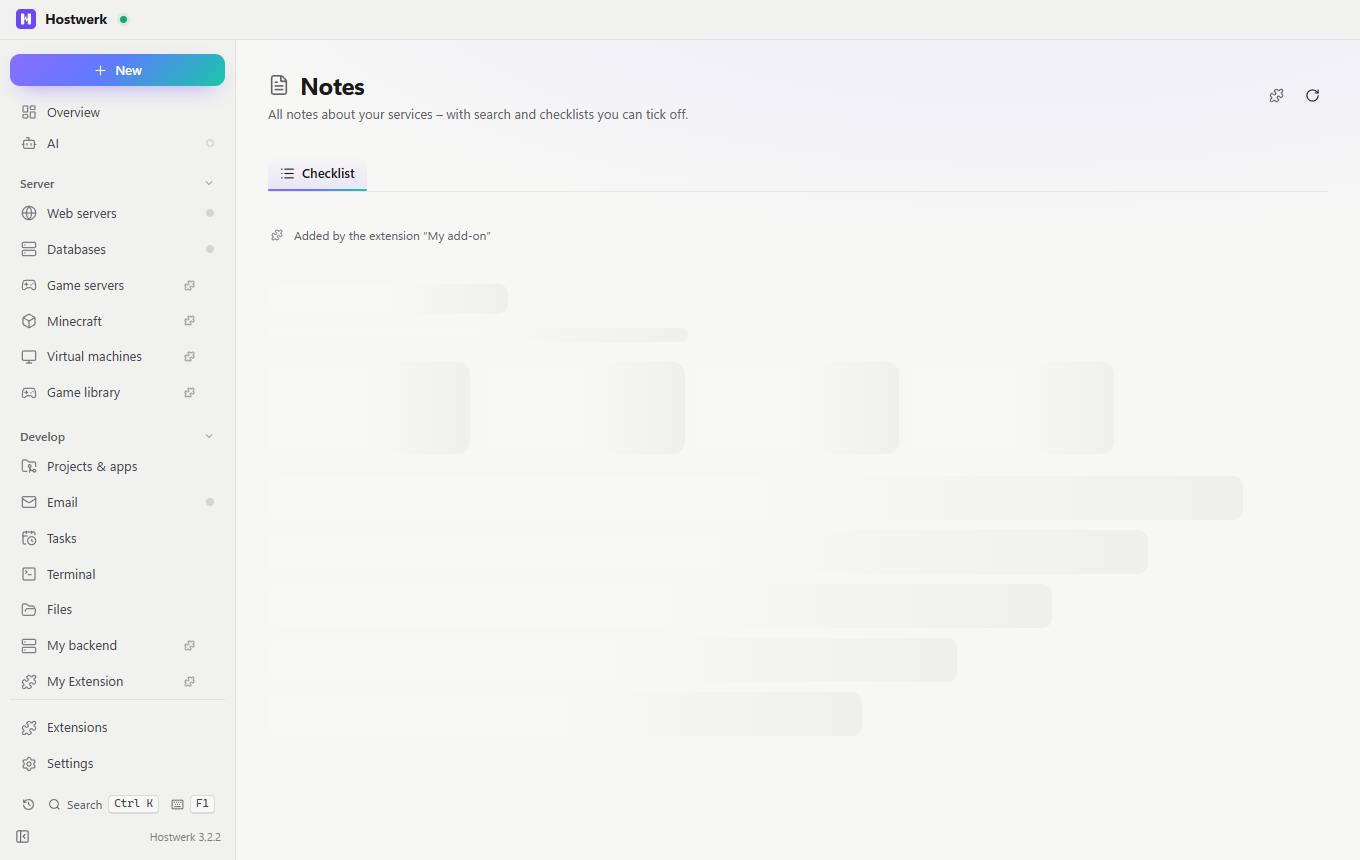 Hostwerk
New
Overview
AI
Server
Web servers
Databases
Game servers
Minecraft
Virtual machines
Game library
Develop
Projects & apps
Email
Tasks
Terminal
Files
My backend
My Extension
Extensions
Settings
Search Ctrl K F1
Hostwerk 3.2.2
Notes
All notes about your services – with search and checklists you can tick off.
Checklist
Added by the extension “My add-on”